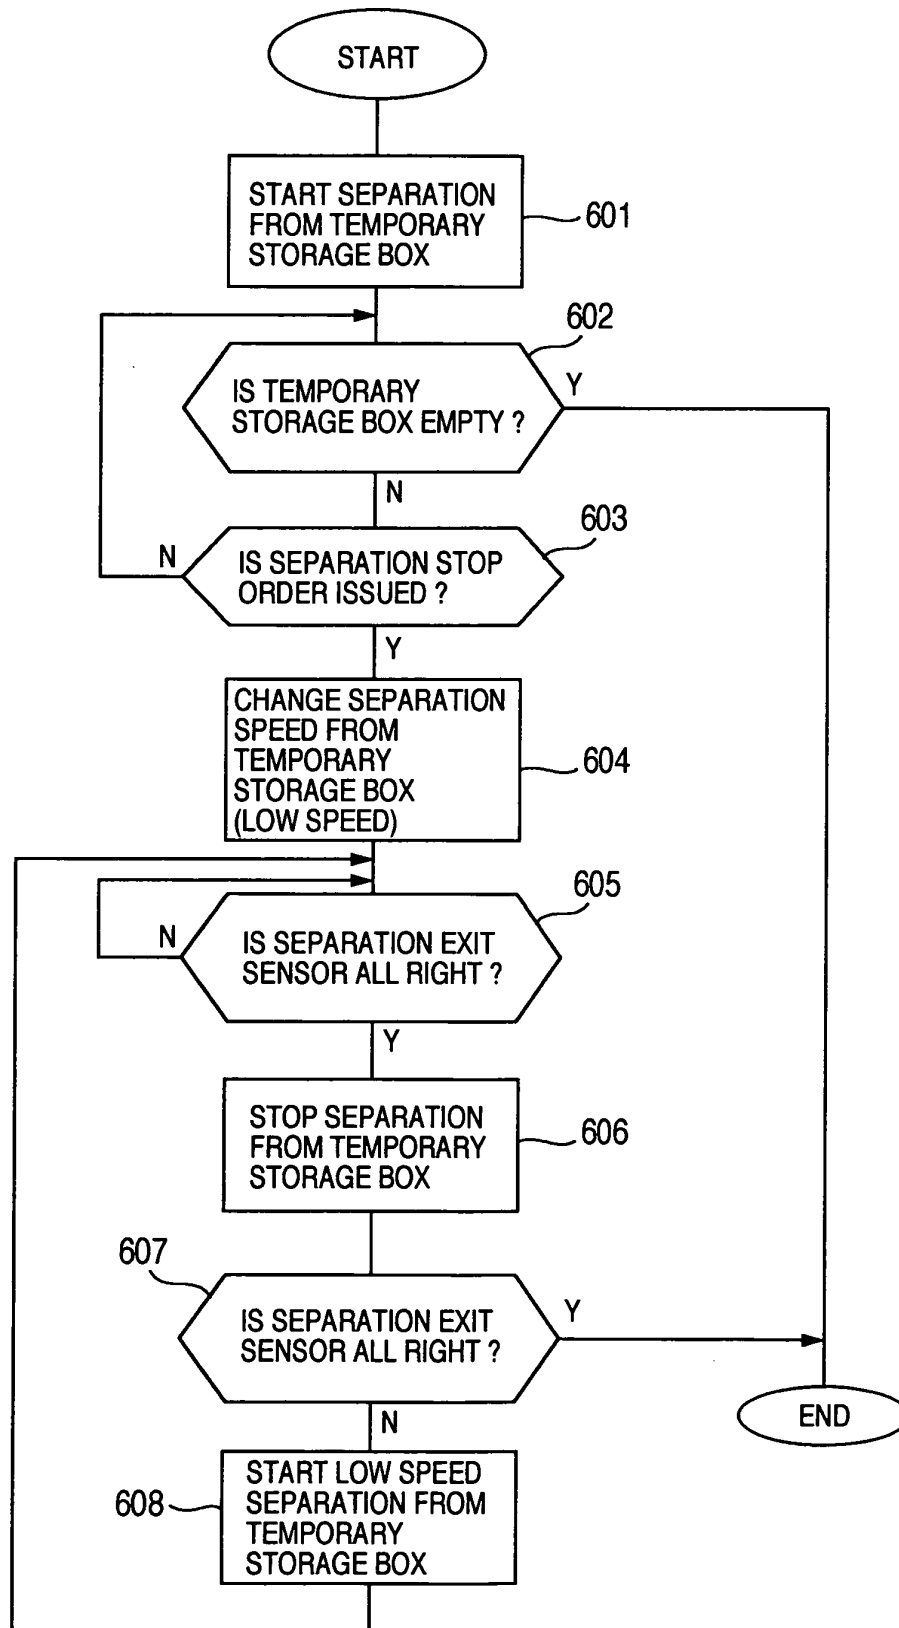 START
START SEPARATION
FROM TEMPORARY
STORAGE BOX
601
602
IS TEMPORARY
STORAGE BOX EMPTY ?
Y
N
603
N
IS SEPARATION STOP
ORDER ISSUED ?
Y
CHANGE SEPARATION
SPEED FROM
TEMPORARY
STORAGE BOX
(LOW SPEED)
604
605
N
IS SEPARATION EXIT
SENSOR ALL RIGHT ?
Y
STOP SEPARATION
FROM TEMPORARY
STORAGE BOX
606
607
IS SEPARATION EXIT
SENSOR ALL RIGHT ?
Y
N
END
START LOW SPEED
SEPARATION FROM
TEMPORARY
STORAGE BOX
608